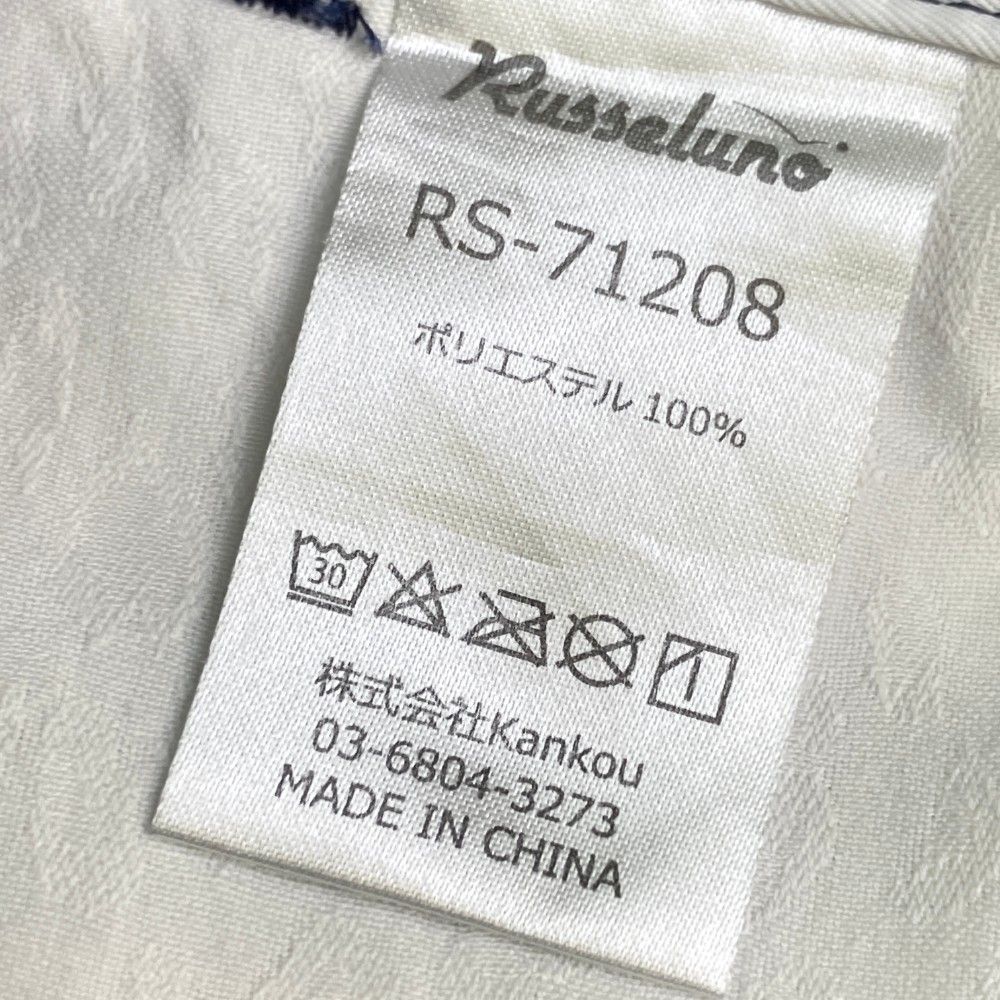 Russeluno
RS-71208
ポリエステル 100%
30
株式会社Kankou
03-6804-3273
MADE IN CHINA